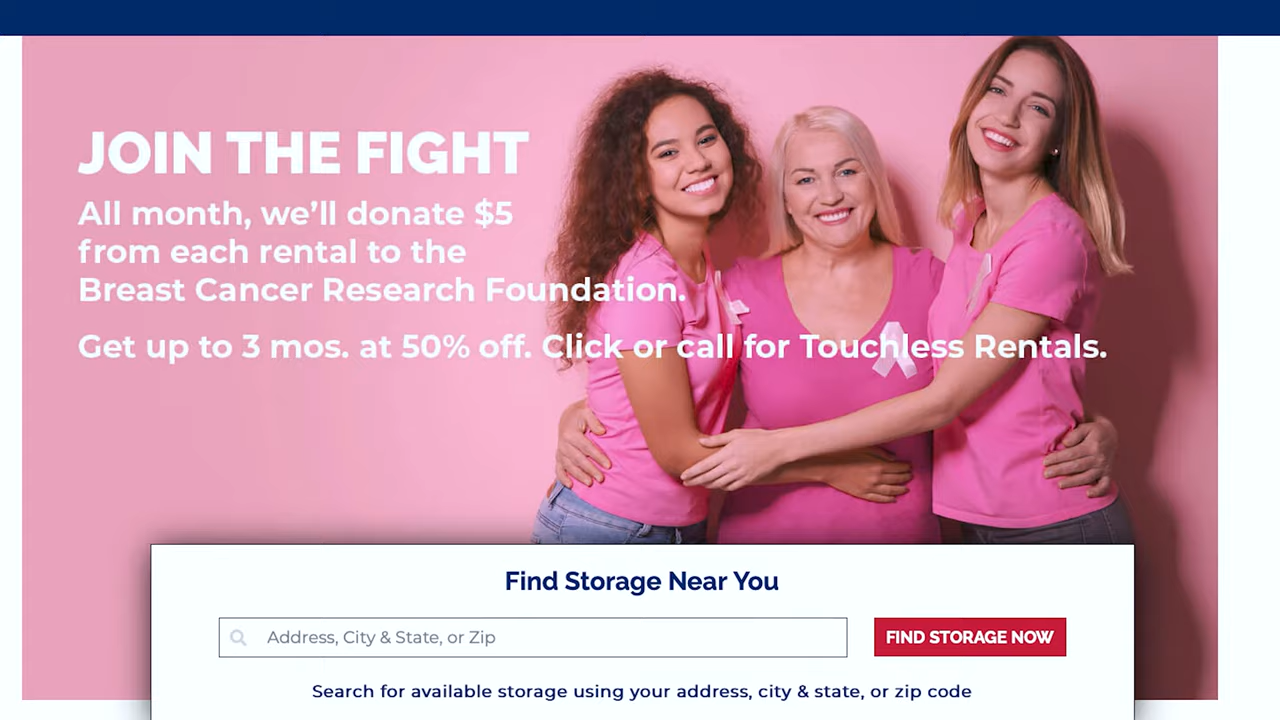 JOIN THE FIGHT
All month, we’ll donate $5
from each rental to the
Breast Cancer Research Foundation.
Get up to 3 mos. at 50% off. Click or call for Touchless Rentals.
Find Storage Near You
Address, City & State, or Zip
FIND STORAGE NOW
Search for available storage using your address, city & state, or zip code